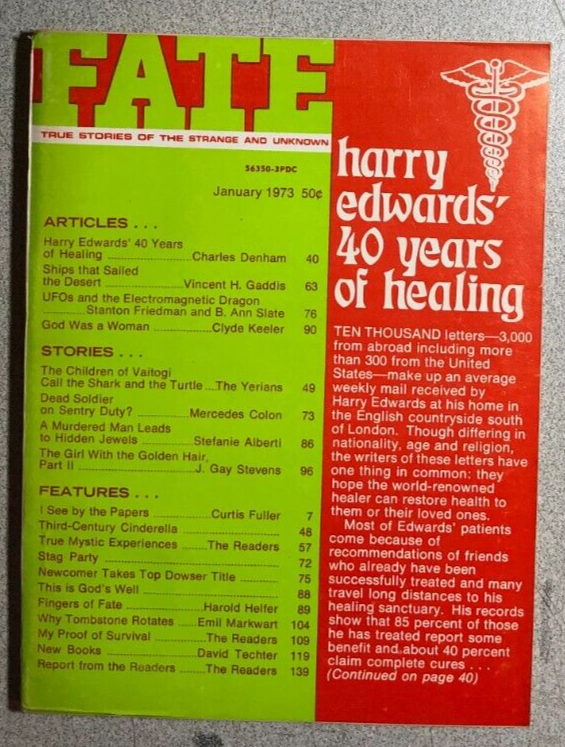 FATE
TRUE STORIES OF THE STRANGE AND UNKNOWN
56350-3PDC
January 1973 50¢
ARTICLES . . .
Harry Edwards' 40 Years
of Healing ..................Charles Denham 40
Ships that Sailed
the Desert ..................Vincent H. Gaddis 63
UFOs and the Electromagnetic Dragon
..........Stanton Friedman and B. Ann Slate 76
God Was a Woman ..............Clyde Keeler 90
STORIES . . .
The Children of Vaitogi
Call the Shark and the Turtle ...The Yerians 49
Dead Soldier
on Sentry Duty? ............Mercedes Colon 73
A Murdered Man Leads
to Hidden Jewels ..........Stefanie Alberti 86
The Girl With the Golden Hair,
Part II ........................J. Gay Stevens 96
FEATURES . . .
I See by the Papers ............Curtis Fuller 7
Third-Century Cinderella ........................ 48
True Mystic Experiences .......The Readers 57
Stag Party ........................................ 72
Newcomer Takes Top Dowser Title .......... 75
This is God's Well ................................ 88
Fingers of Fate ................Harold Helfer 89
Why Tombstone Rotates ....Emil Markwart 104
My Proof of Survival ............The Readers 109
New Books ....................David Techter 119
Report from the Readers .......The Readers 139
harry
edwards'
40 years
of healing
TEN THOUSAND letters—3,000
from abroad including more
than 300 from the United
States—make up an average
weekly mail received by
Harry Edwards at his home in
the English countryside south
of London. Though differing in
nationality, age and religion,
the writers of these letters have
one thing in common: they
hope the world-renowned
healer can restore health to
them or their loved ones.
Most of Edwards' patients
come because of
recommendations of friends
who already have been
successfully treated and many
travel long distances to his
healing sanctuary. His records
show that 85 percent of those
he has treated report some
benefit and about 40 percent
claim complete cures . . .
(Continued on page 40)